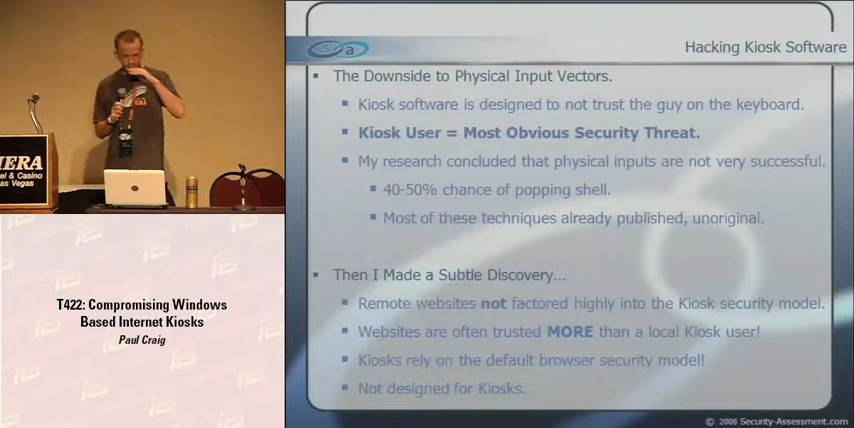 Hacking Kiosk Software
The Downside to Physical Input Vectors.
Kiosk software is designed to not trust the guy on the keyboard.
Kiosk User = Most Obvious Security Threat.
My research concluded that physical inputs are not very successful.
40-50% chance of popping shell.
Most of these techniques already published, unoriginal.
Then I Made a Subtle Discovery...
Remote websites not factored highly into the Kiosk security model.
Websites are often trusted MORE than a local Kiosk user!
Kiosks rely on the default browser security model!
Not designed for Kiosks.
© 2008 Security-Assessment.com
IERA
el & Casino
as Vegas
T422: Compromising Windows
Based Internet Kiosks
Paul Craig